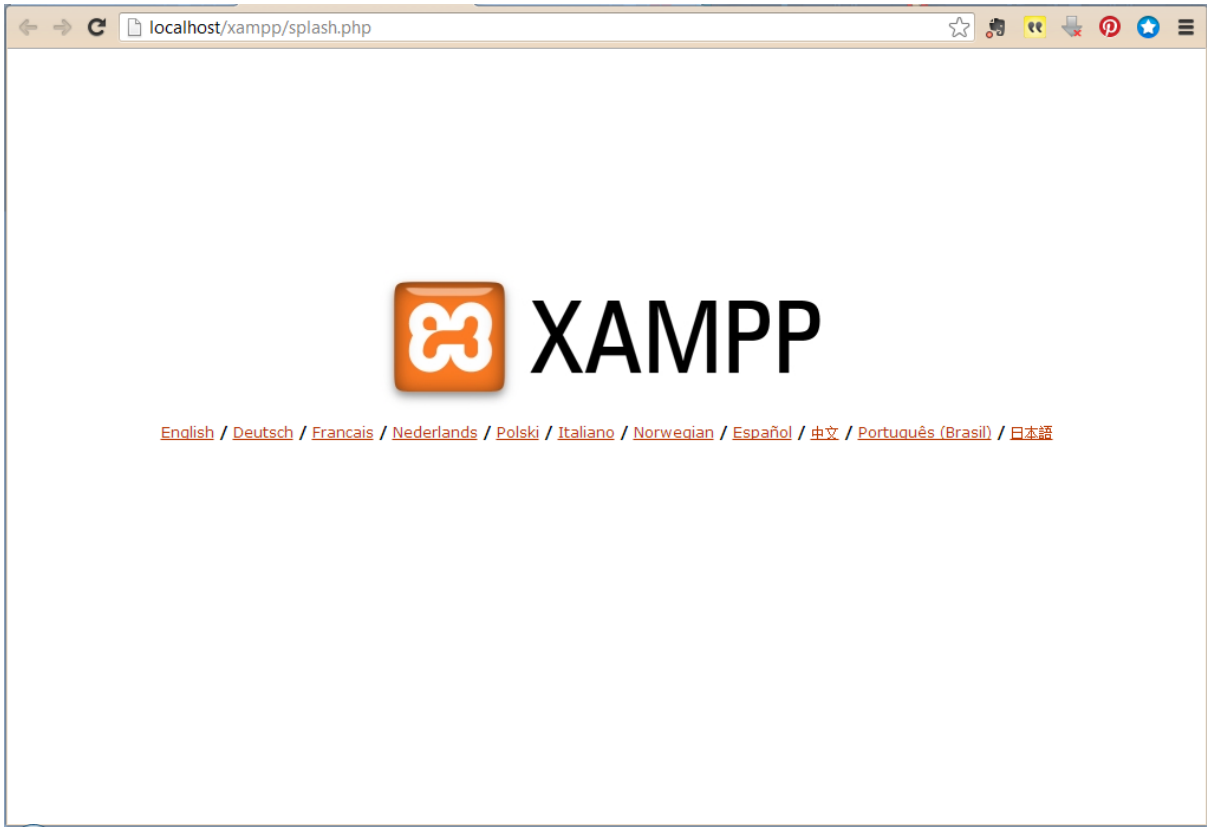 localhost/xampp/splash.php
XAMPP
English / Deutsch / Francais / Nederlands / Polski / Italiano / Norwegian / Español / 中文 / Português (Brasil) / 日本語